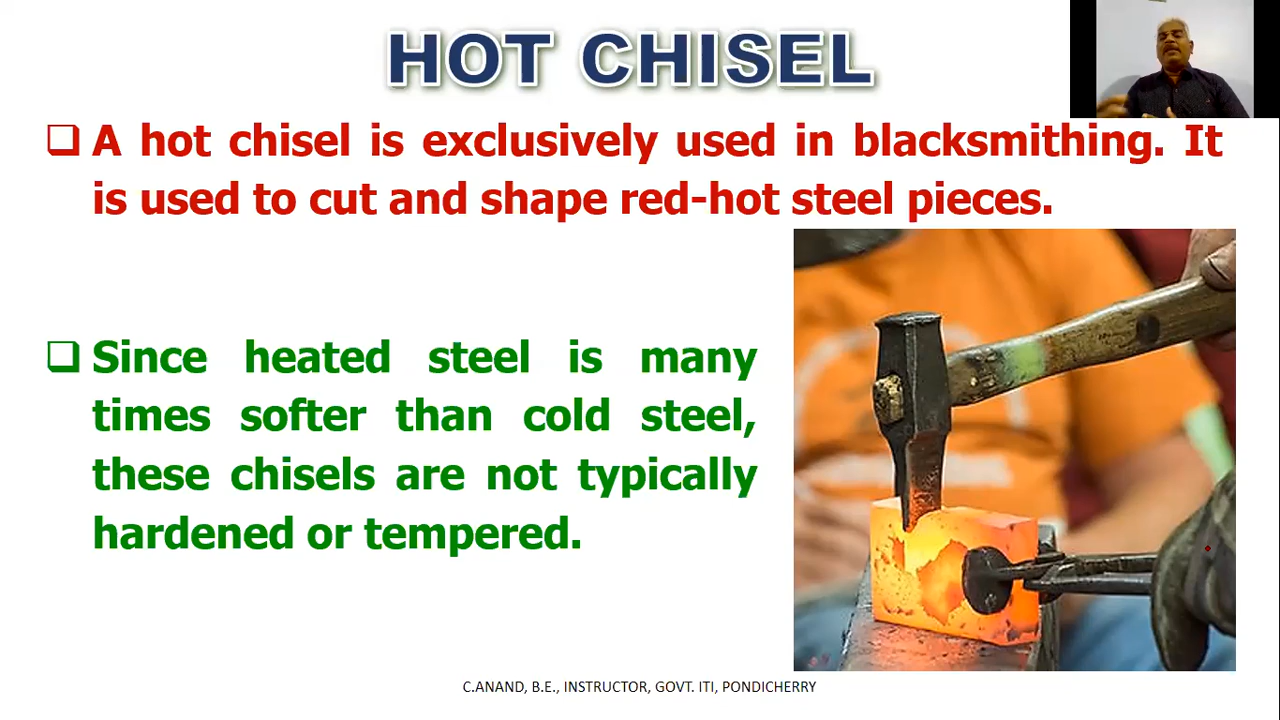 HOT CHISEL
A hot chisel is exclusively used in blacksmithing. It
is used to cut and shape red-hot steel pieces.
Since heated steel is many
times softer than cold steel,
these chisels are not typically
hardened or tempered.
C.ANAND, B.E., INSTRUCTOR, GOVT. ITI, PONDICHERRY